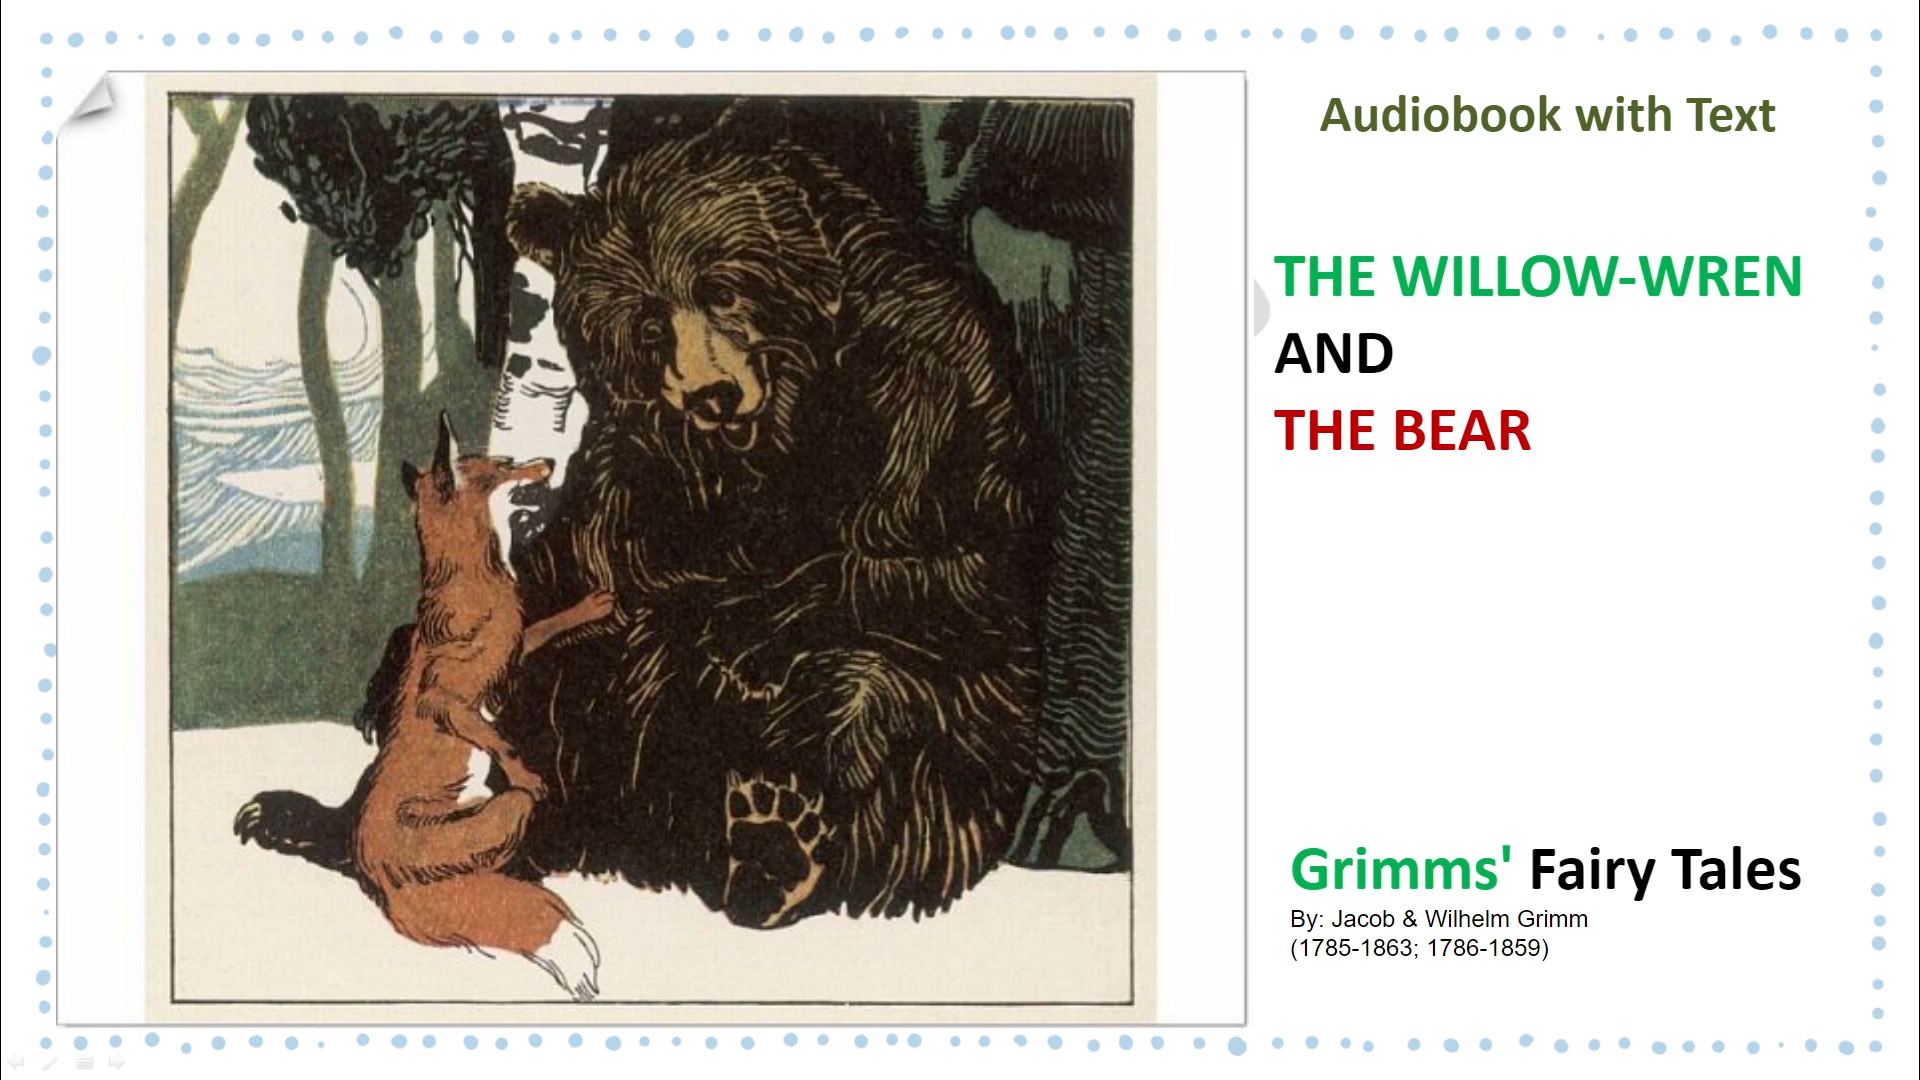 Audiobook with Text
THE WILLOW-WREN
AND
THE BEAR
Grimms' Fairy Tales
By: Jacob & Wilhelm Grimm
(1785-1863; 1786-1859)